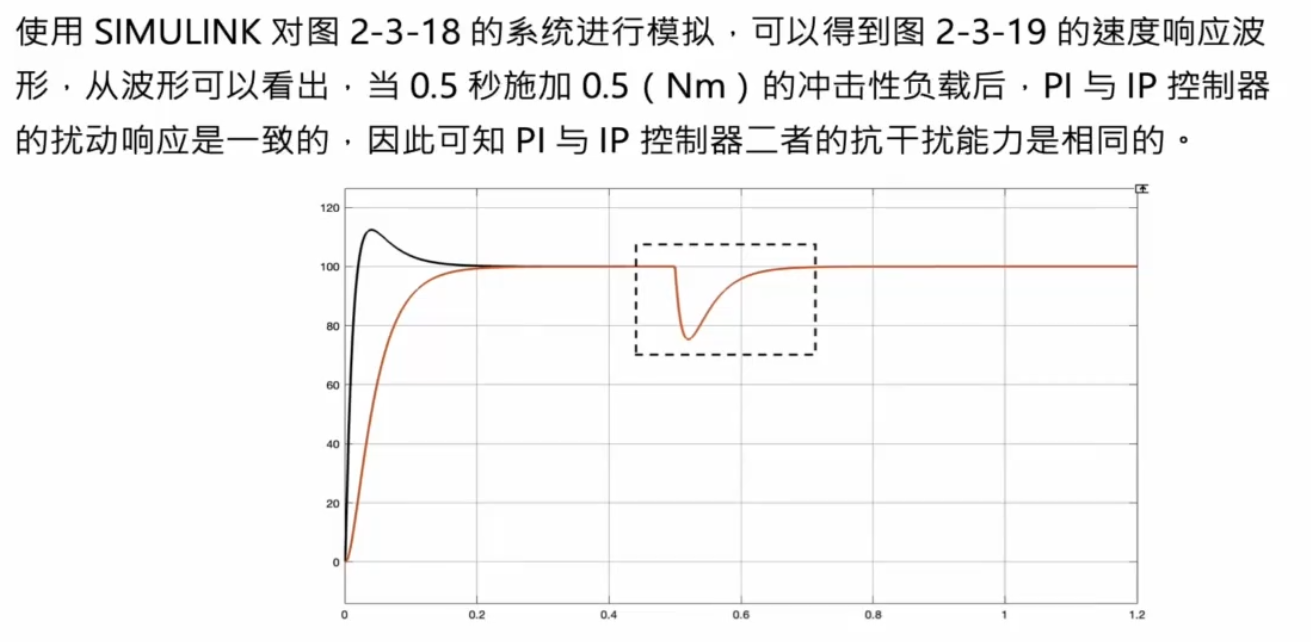 使用 SIMULINK 对图 2-3-18 的系统进行模拟，可以得到图 2-3-19 的速度响应波
形，从波形可以看出，当 0.5 秒施加 0.5（Nm）的冲击性负载后，PI 与 IP 控制器
的扰动响应是一致的，因此可知 PI 与 IP 控制器二者的抗干扰能力是相同的。
120
100
80
60
40
20
0
0 0.2 0.4 0.6 0.8 1 1.2